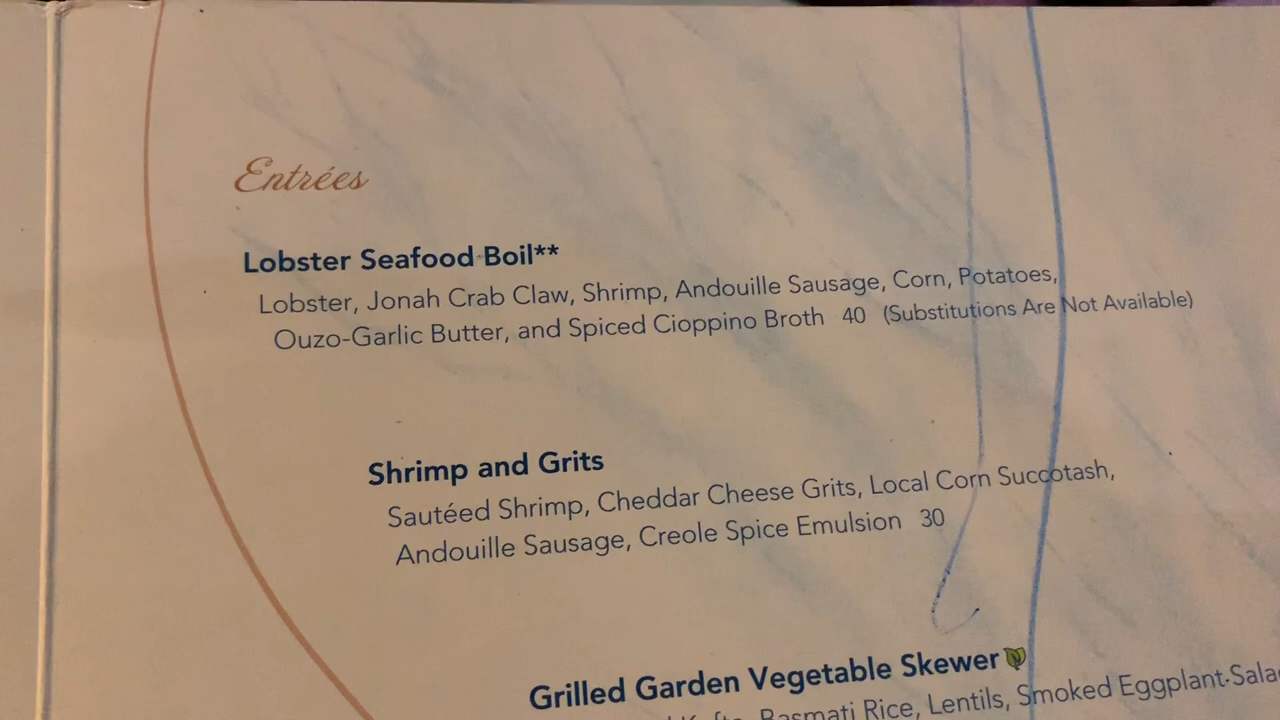 Entrées
Lobster Seafood Boil**
Lobster, Jonah Crab Claw, Shrimp, Andouille Sausage, Corn, Potatoes,
Ouzo-Garlic Butter, and Spiced Cioppino Broth 40 (Substitutions Are Not Available)
Shrimp and Grits
Sautéed Shrimp, Cheddar Cheese Grits, Local Corn Succotash,
Andouille Sausage, Creole Spice Emulsion 30
Grilled Garden Vegetable Skewer
Basmati Rice, Lentils, Smoked Eggplant